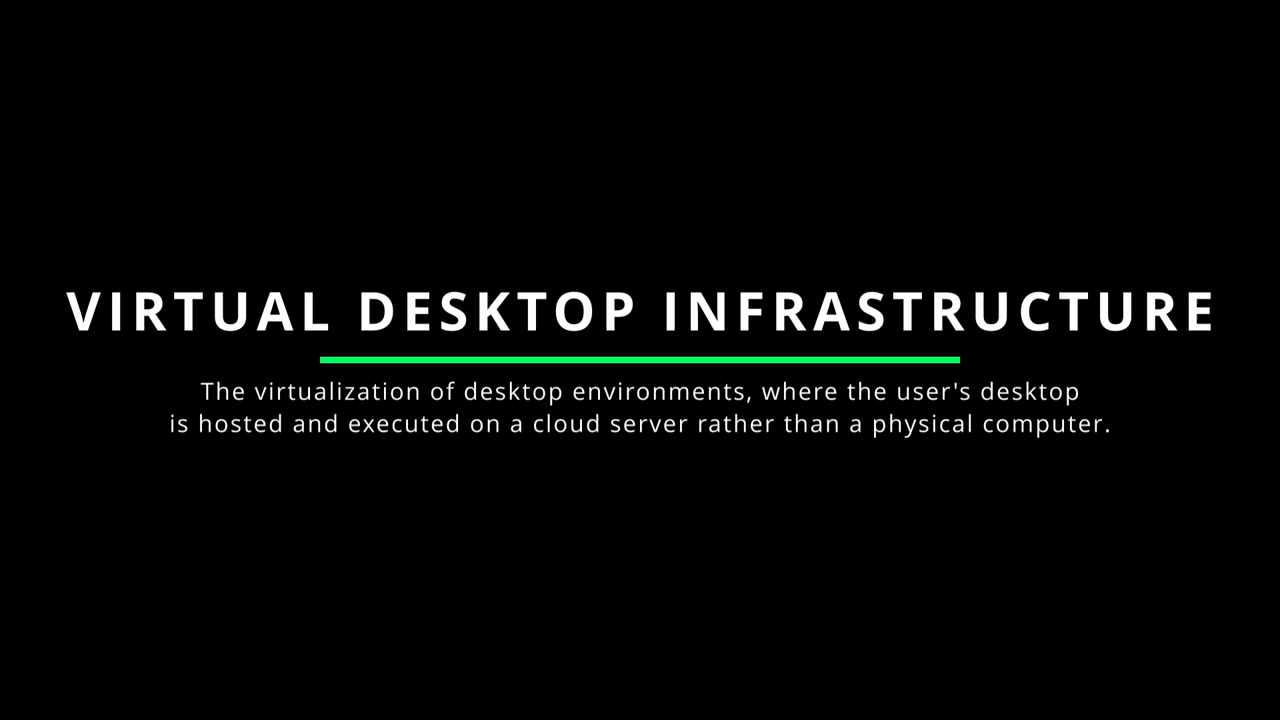 VIRTUAL DESKTOP INFRASTRUCTURE
The virtualization of desktop environments, where the user's desktop
is hosted and executed on a cloud server rather than a physical computer.